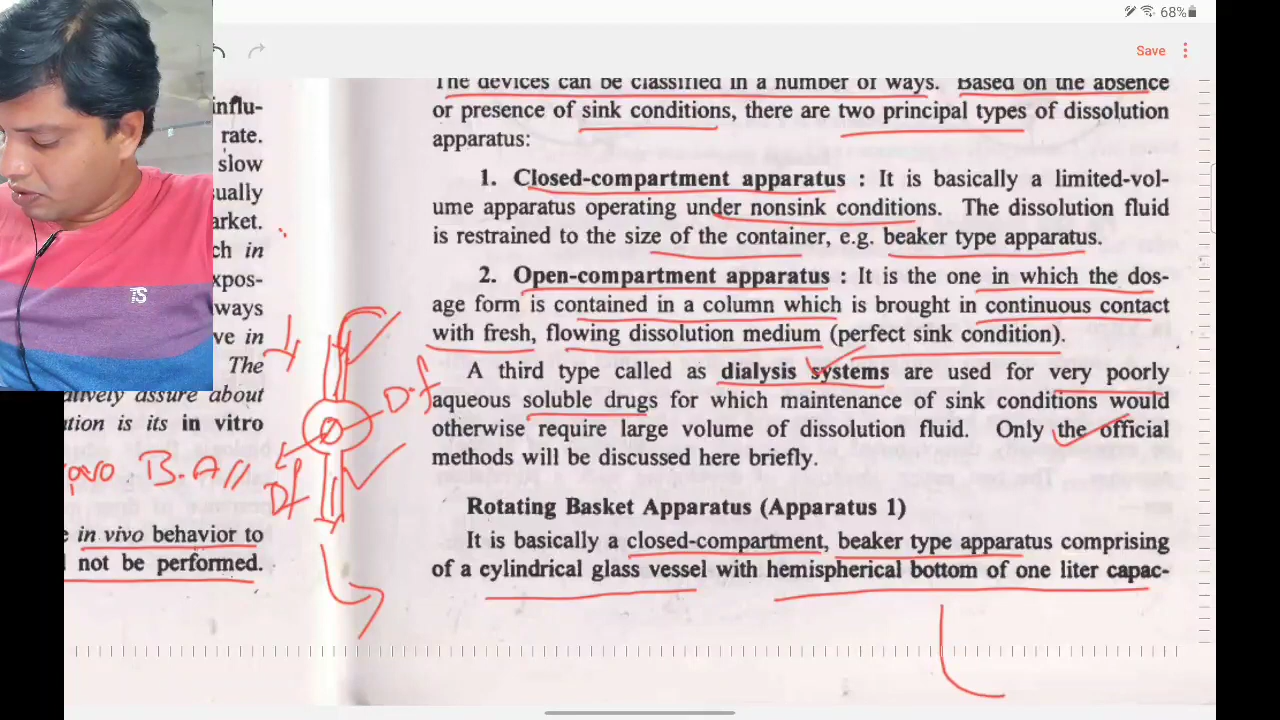 68%
Save
influ-
rate.
slow
sually
arket.
ch in
xpos-
ways
ve in
The
atively assure about
ation is its in vitro
B. A
in vivo behavior to
not be performed.
D.f
Df
The devices can be classified in a number of ways. Based on the absence
or presence of sink conditions, there are two principal types of dissolution
apparatus:
1. Closed-compartment apparatus : It is basically a limited-vol-
ume apparatus operating under nonsink conditions. The dissolution fluid
is restrained to the size of the container, e.g. beaker type apparatus.
2. Open-compartment apparatus : It is the one in which the dos-
age form is contained in a column which is brought in continuous contact
with fresh, flowing dissolution medium (perfect sink condition).
A third type called as dialysis systems are used for very poorly
aqueous soluble drugs for which maintenance of sink conditions would
otherwise require large volume of dissolution fluid. Only the official
methods will be discussed here briefly.
Rotating Basket Apparatus (Apparatus 1)
It is basically a closed-compartment, beaker type apparatus comprising
of a cylindrical glass vessel with hemispherical bottom of one liter capac-